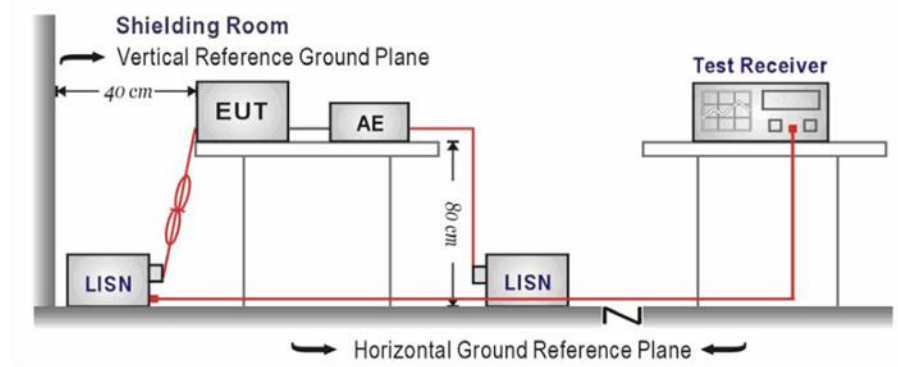 Shielding Room
Vertical Reference Ground Plane
Test Receiver
40 cm
EUT
AE
80 cm
LISN
LISN
Horizontal Ground Reference Plane